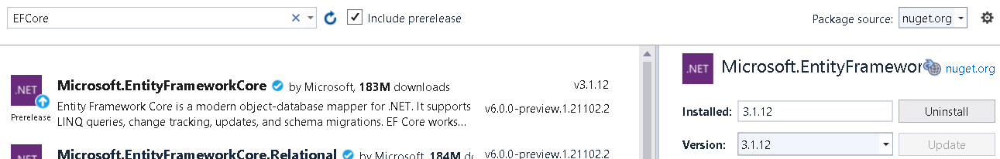 EFCore
Include prerelease
Package source: nuget.org
.NET
Prerelease
Microsoft.EntityFrameworkCore by Microsoft, 183M downloads
v3.1.12
Entity Framework Core is a modern object-database mapper for .NET. It supports
LINQ queries, change tracking, updates, and schema migrations. EF Core works...
v6.0.0-preview.1.21102.2
.NET
Microsoft.EntityFrameworkCore.Relational by Microsoft, 184M
v6.0.0-preview.1.21102.2
.NET
Microsoft.EntityFramewor
nuget.org
Installed: 3.1.12
Uninstall
Version: 3.1.12
Update